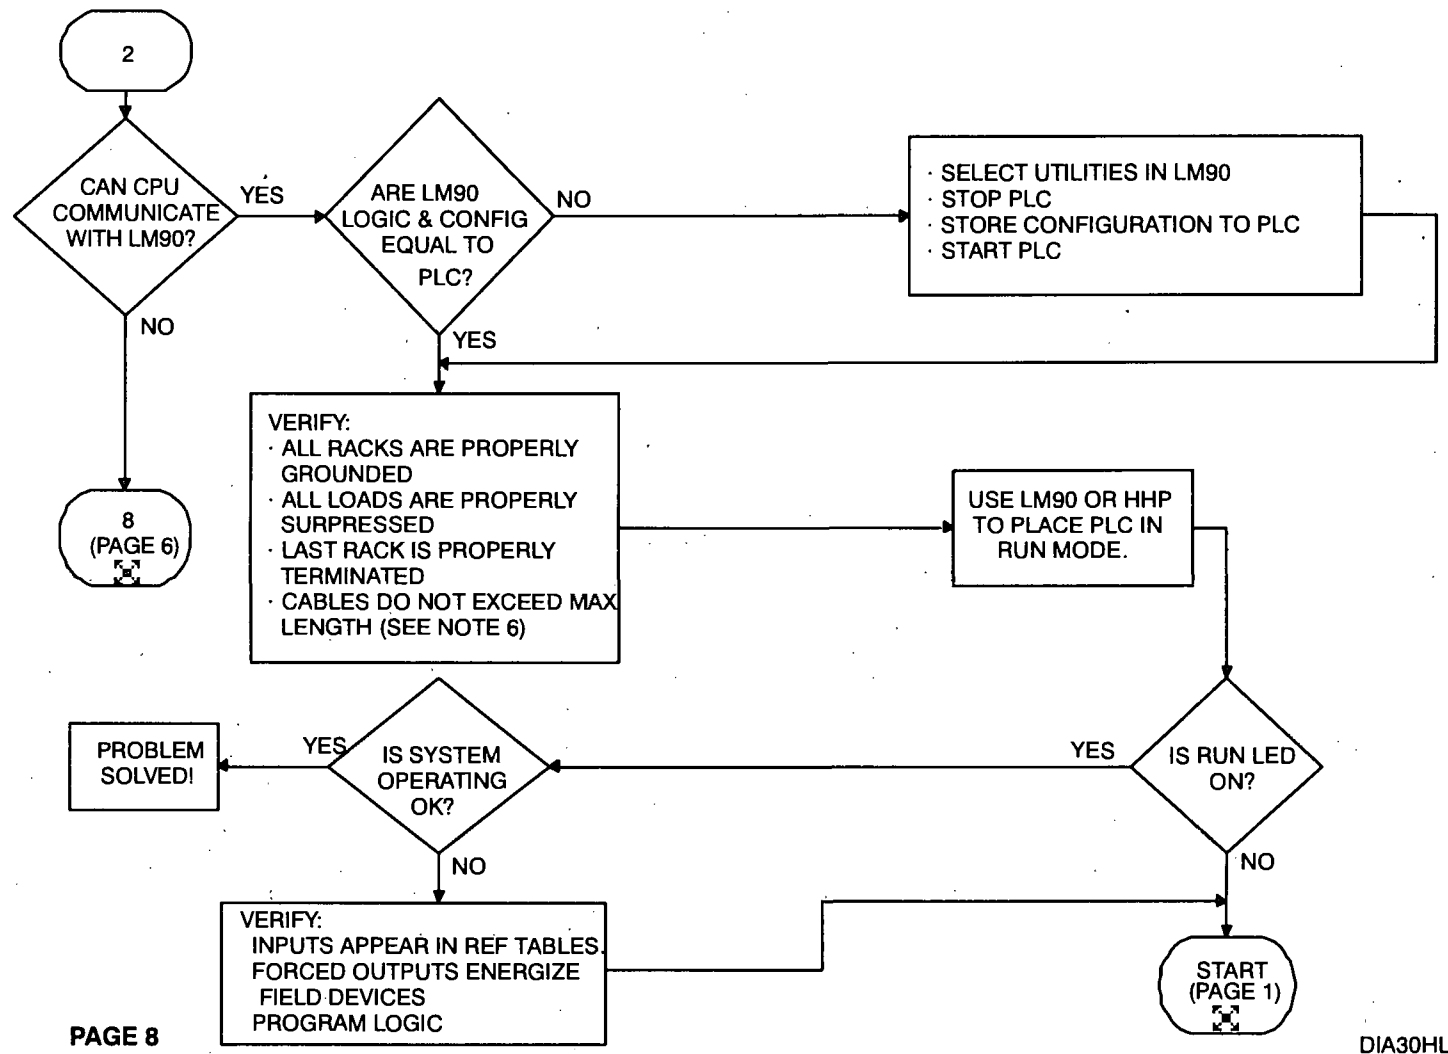 2
CAN CPU
COMMUNICATE
WITH LM90?
YES
NO
8
(PAGE 6)
ARE LM90
LOGIC & CONFIG
EQUAL TO
PLC?
NO
YES
· SELECT UTILITIES IN LM90
· STOP PLC
· STORE CONFIGURATION TO PLC
· START PLC
VERIFY:
· ALL RACKS ARE PROPERLY
GROUNDED
· ALL LOADS ARE PROPERLY
SURPRESSED
· LAST RACK IS PROPERLY
TERMINATED
· CABLES DO NOT EXCEED MAX
LENGTH (SEE NOTE 6)
USE LM90 OR HHP
TO PLACE PLC IN
RUN MODE.
IS RUN LED
ON?
YES
NO
IS SYSTEM
OPERATING
OK?
YES
NO
PROBLEM
SOLVED!
VERIFY:
INPUTS APPEAR IN REF TABLES.
FORCED OUTPUTS ENERGIZE
FIELD DEVICES
PROGRAM LOGIC
START
(PAGE 1)
PAGE 8
DIA30HL